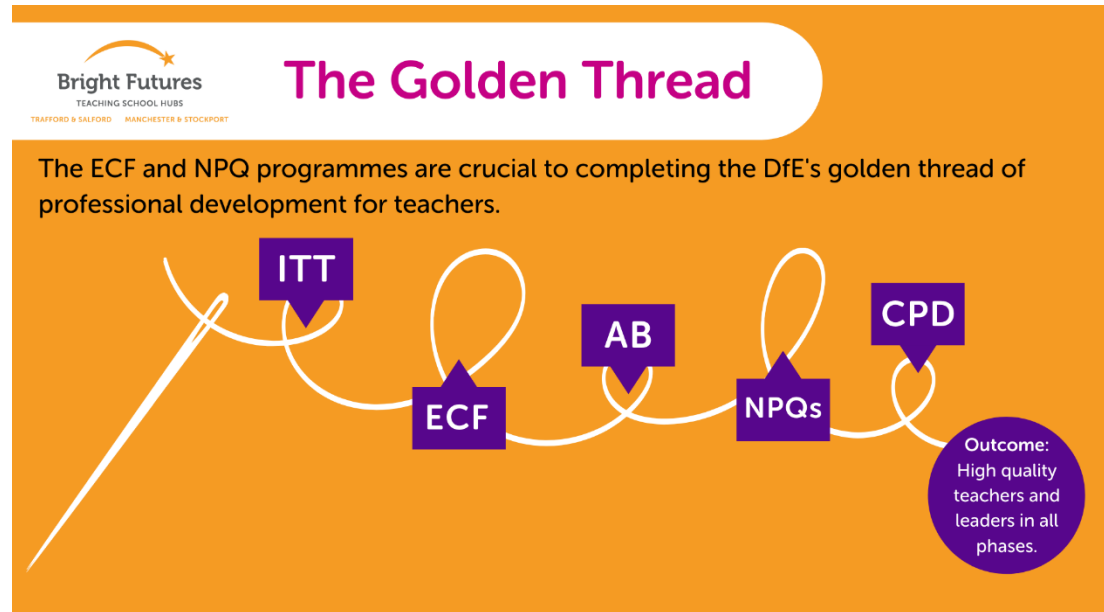 Bright Futures
TEACHING SCHOOL HUBS
TRAFFORD & SALFORD MANCHESTER & STOCKPORT
The Golden Thread
The ECF and NPQ programmes are crucial to completing the DfE's golden thread of
professional development for teachers.
ITT
ECF
AB
NPQs
CPD
Outcome:
High quality
teachers and
leaders in all
phases.